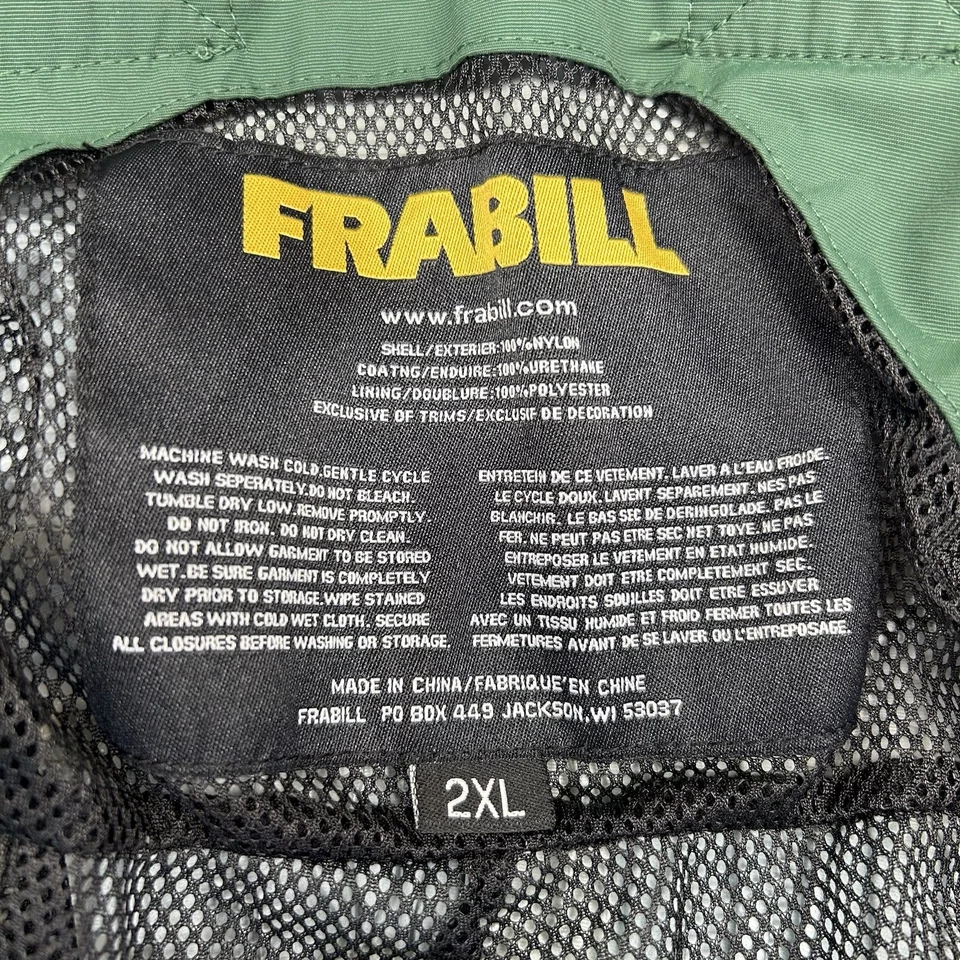 FRABILL
www.frabill.com
SHELL/EXTERIER:100%NYLON
COATNG/ENDUIRE:100%URETHANE
LINING/DOUBLURE:100%POLYESTER
EXCLUSIVE OF TRIMS/EXCLUSIF DE DECORATION
MACHINE WASH COLD.GENTLE CYCLE
WASH SEPERATELY.DO NOT BLEACH.
TUMBLE DRY LOW.REMOVE PROMPTLY.
DO NOT IRON. DO NOT DRY CLEAN.
DO NOT ALLOW GARMENT TO BE STORED
WET.BE SURE GARMENT IS COMPLETELY
DRY PRIOR TO STORAGE.WIPE STAINED
AREAS WITH COLD WET CLOTH. SECURE
ALL CLOSURES BEFORE WASHING OR STORAGE.
ENTRETEIN DE CE VETEMENT. LAVER A L'EAU FROIDE.
LE CYCLE DOUX. LAVENT SEPAREMENT. NES PAS
BLANCHIR. LE BAS SEC DE DERINGOLADE. PAS LE
FER. NE PEUT PAS ETRE SEC NET TOYE. NE PAS
ENTREPOSER LE VETEMENT EN ETAT HUMIDE.
VETEMENT DOIT ETRE COMPLETEMENT SEC.
LES ENDROITS SOUILLES DOIT ETRE ESSUYER
AVEC UN TISSU HUMIDE ET FROID FERMER TOUTES LES
FERMETURES AVANT DE SE LAVER OU L'ENTREPOSAGE.
MADE IN CHINA/FABRIQUE'EN CHINE
FRABILL PO BOX 449 JACKSON,WI 53037
2XL